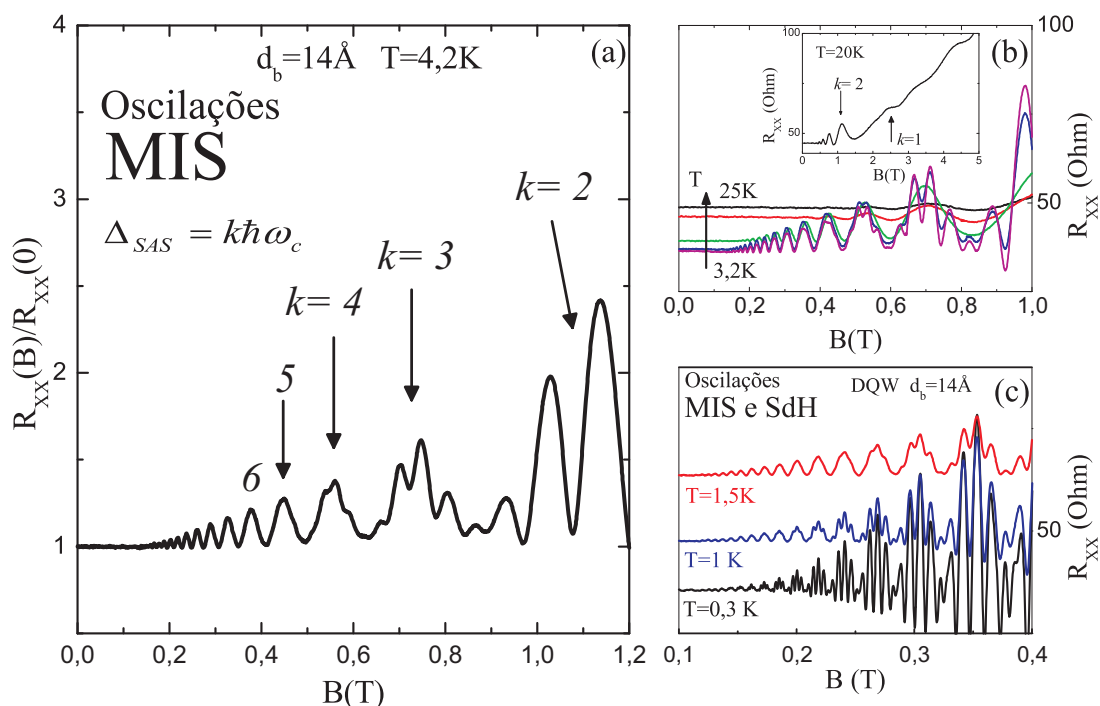 (a)
d_b=14Å T=4,2K
Oscilações
MIS
Δ_SAS = kħω_c
k= 2
k= 3
k= 4
5
6
4
3
2
1
0,0 0,2 0,4 0,6 0,8 1,0 1,2
B(T)
R_XX(B)/R_XX(0)
(b)
100
50
R_XX (Ohm)
T
25K
3,2K
0,0 0,2 0,4 0,6 0,8 1,0
B(T)
100
50
R_XX (Ohm)
T=20K
k= 2
k=1
0 1 2 3 4 5
B(T)
(c)
Oscilações
MIS e SdH
DQW d_b=14Å
T=1,5K
T=1 K
T=0,3 K
50
R_XX (Ohm)
0,1 0,2 0,3 0,4
B (T)